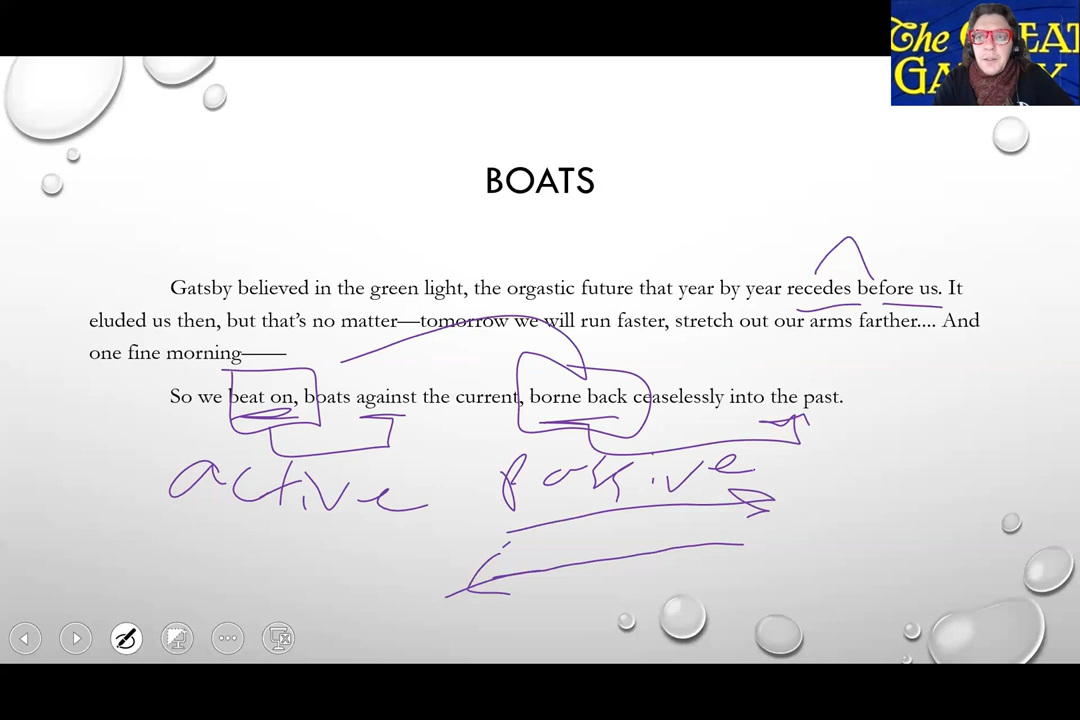 The GREAT
GA
BOATS
Gatsby believed in the green light, the orgastic future that year by year recedes before us. It
eluded us then, but that's no matter—tomorrow we will run faster, stretch out our arms farther.... And
one fine morning——
So we beat on, boats against the current, borne back ceaselessly into the past.
active passive